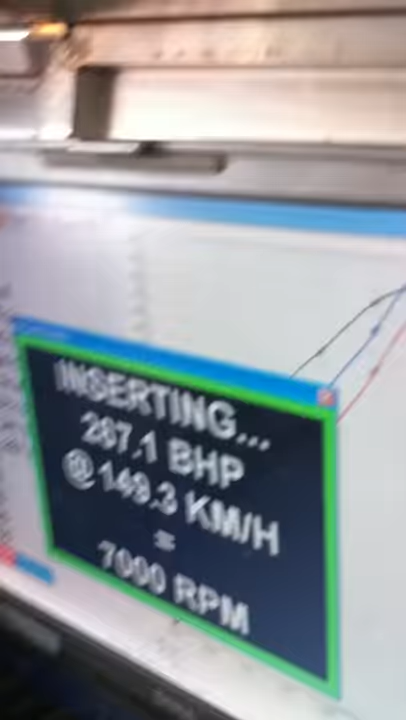 INSERTING...
287.1 BHP
@ 149.3 KM/H
=
7000 RPM